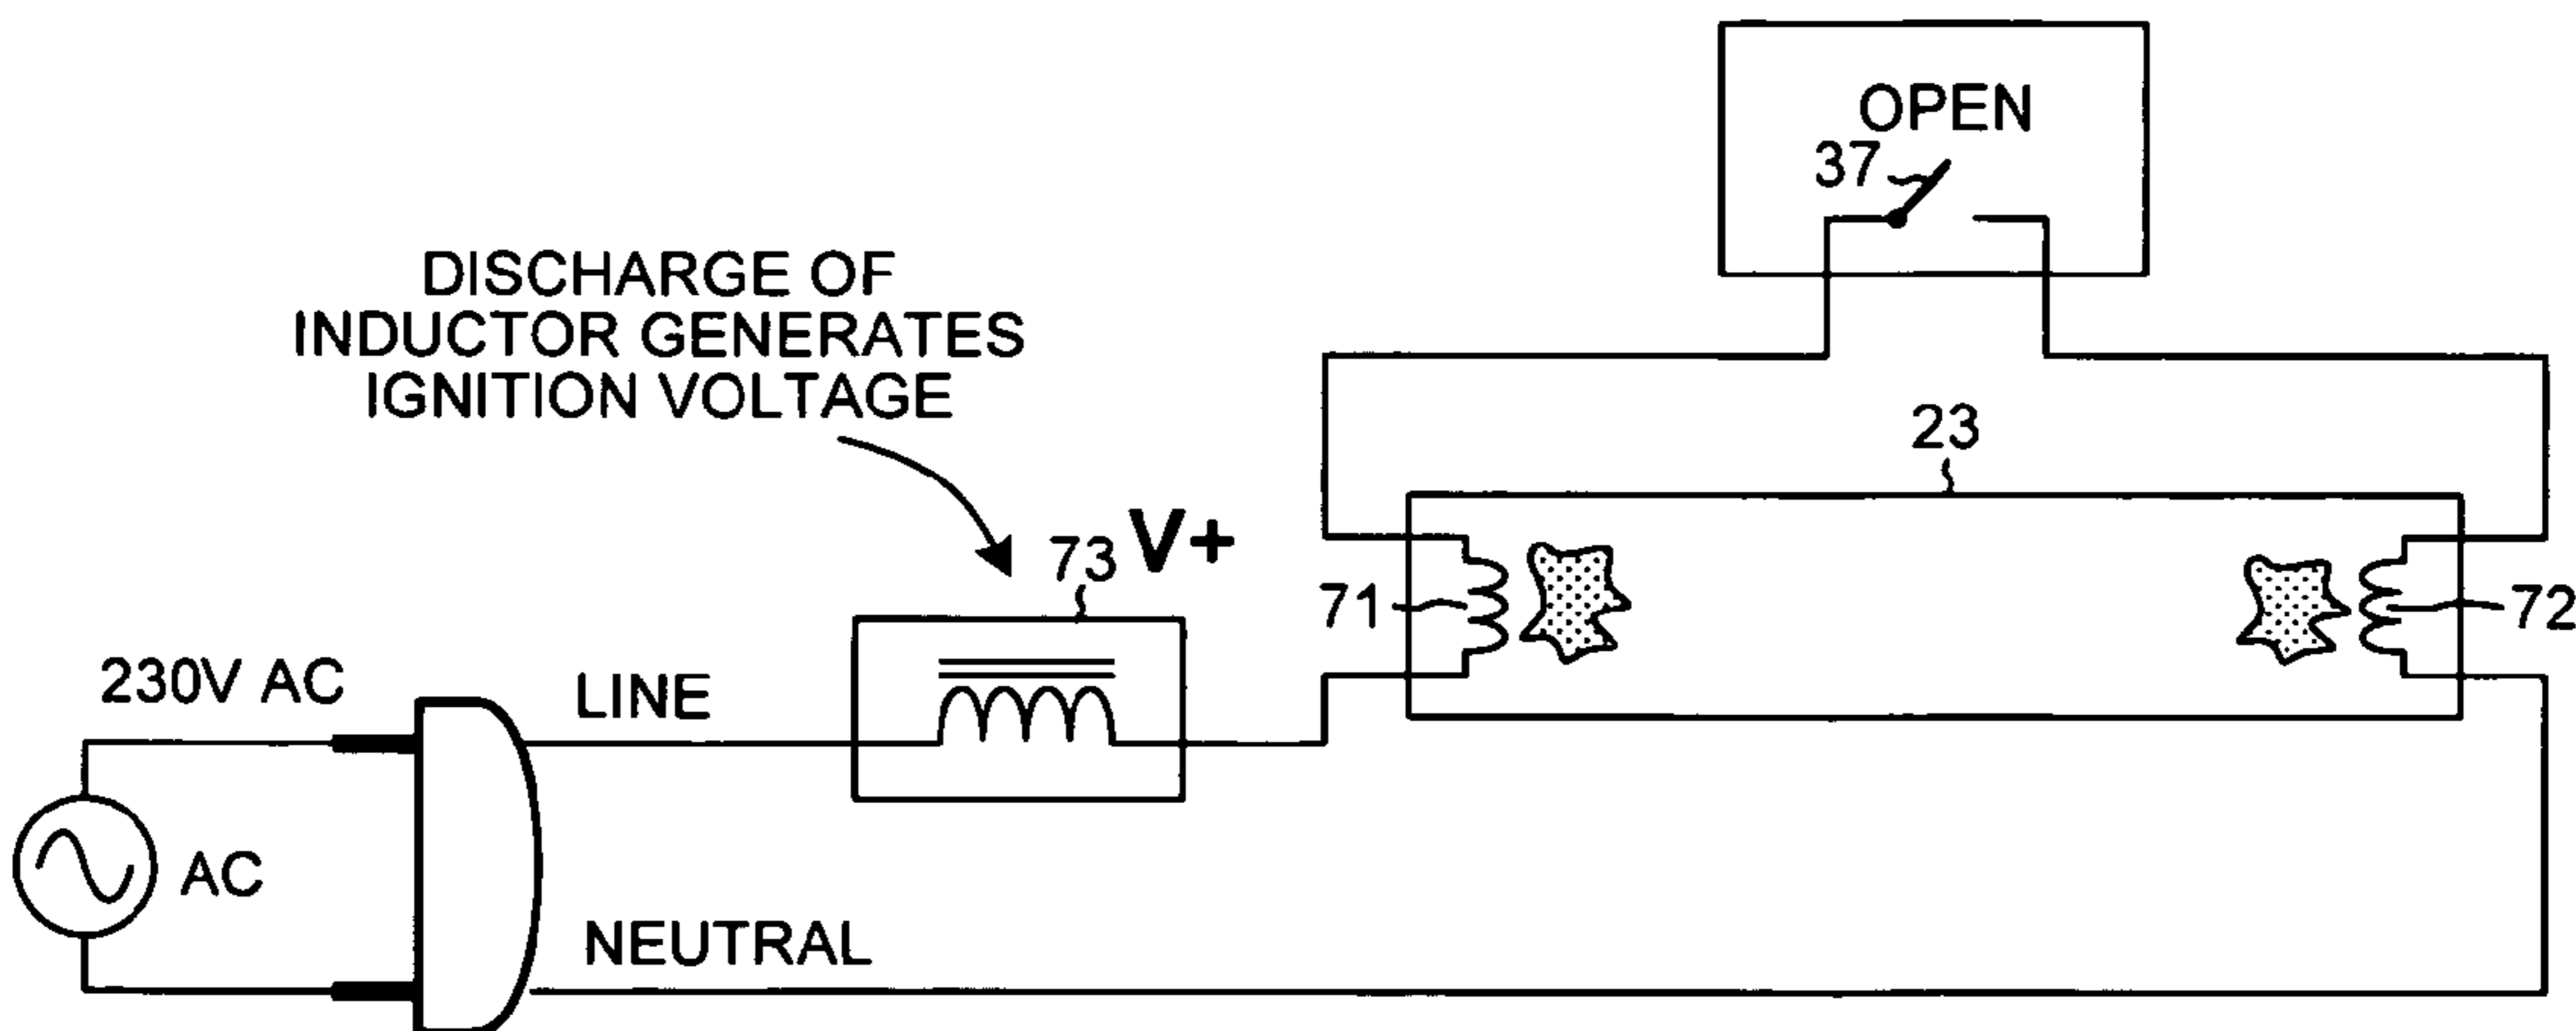 OPEN
37
DISCHARGE OF
INDUCTOR GENERATES
IGNITION VOLTAGE
23
73
V+
71
72
230V AC
LINE
AC
NEUTRAL